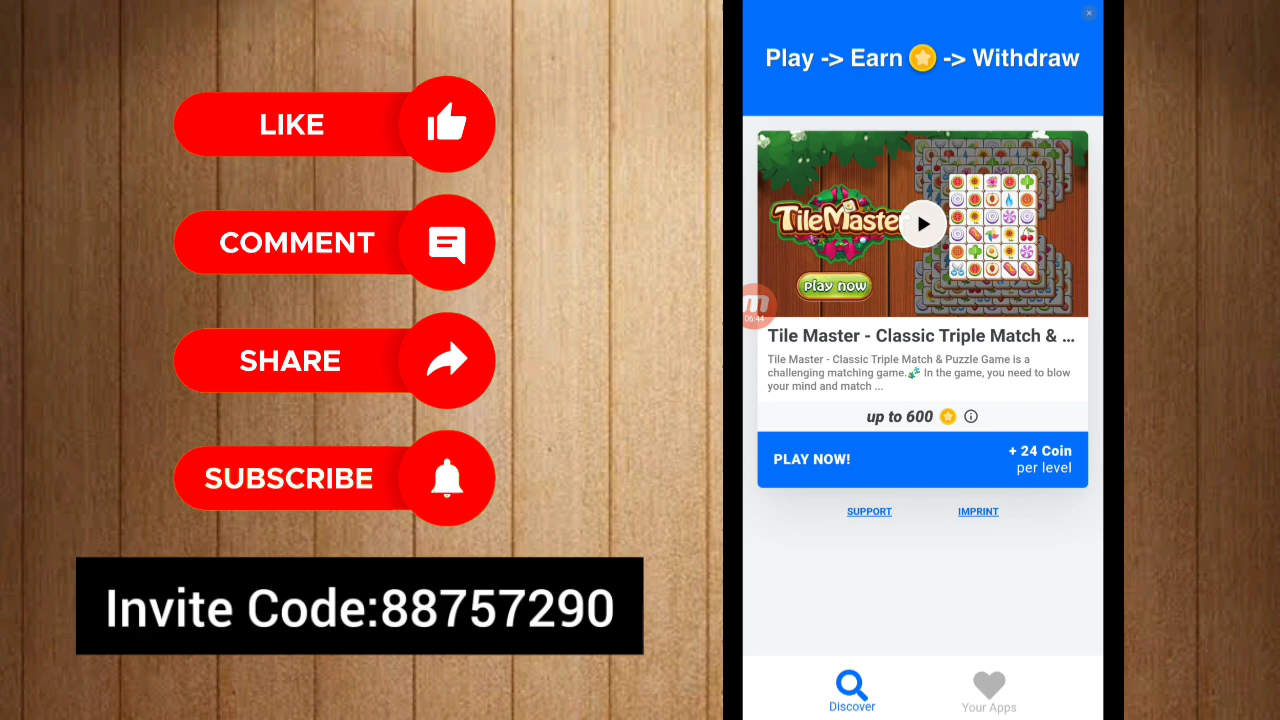 LIKE
COMMENT
SHARE
SUBSCRIBE
Invite Code:88757290
Play -> Earn -> Withdraw
TileMaster
play now
06:44
Tile Master - Classic Triple Match & ...
Tile Master - Classic Triple Match & Puzzle Game is a
challenging matching game. In the game, you need to blow
your mind and match ...
up to 600
PLAY NOW!
+ 24 Coin
per level
SUPPORT
IMPRINT
Discover
Your Apps